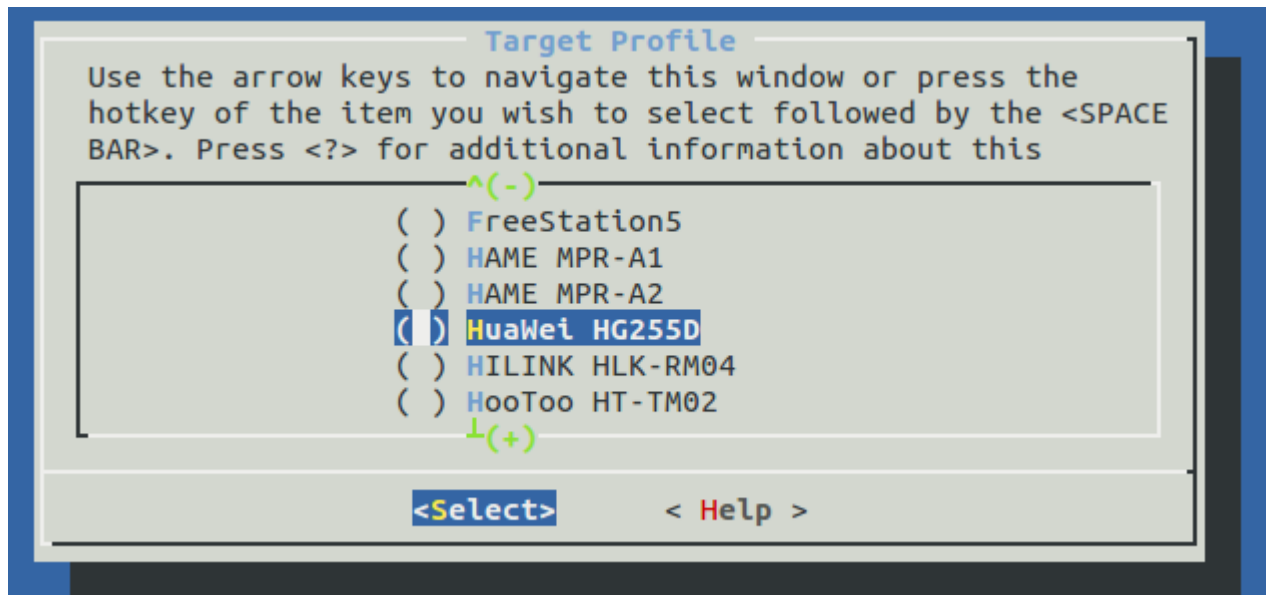 Target Profile
Use the arrow keys to navigate this window or press the
hotkey of the item you wish to select followed by the <SPACE
BAR>. Press <?> for additional information about this
^(-)
( ) FreeStation5
( ) HAME MPR-A1
( ) HAME MPR-A2
( ) HuaWei HG255D
( ) HILINK HLK-RM04
( ) HooToo HT-TM02
┴(+)
<Select> < Help >